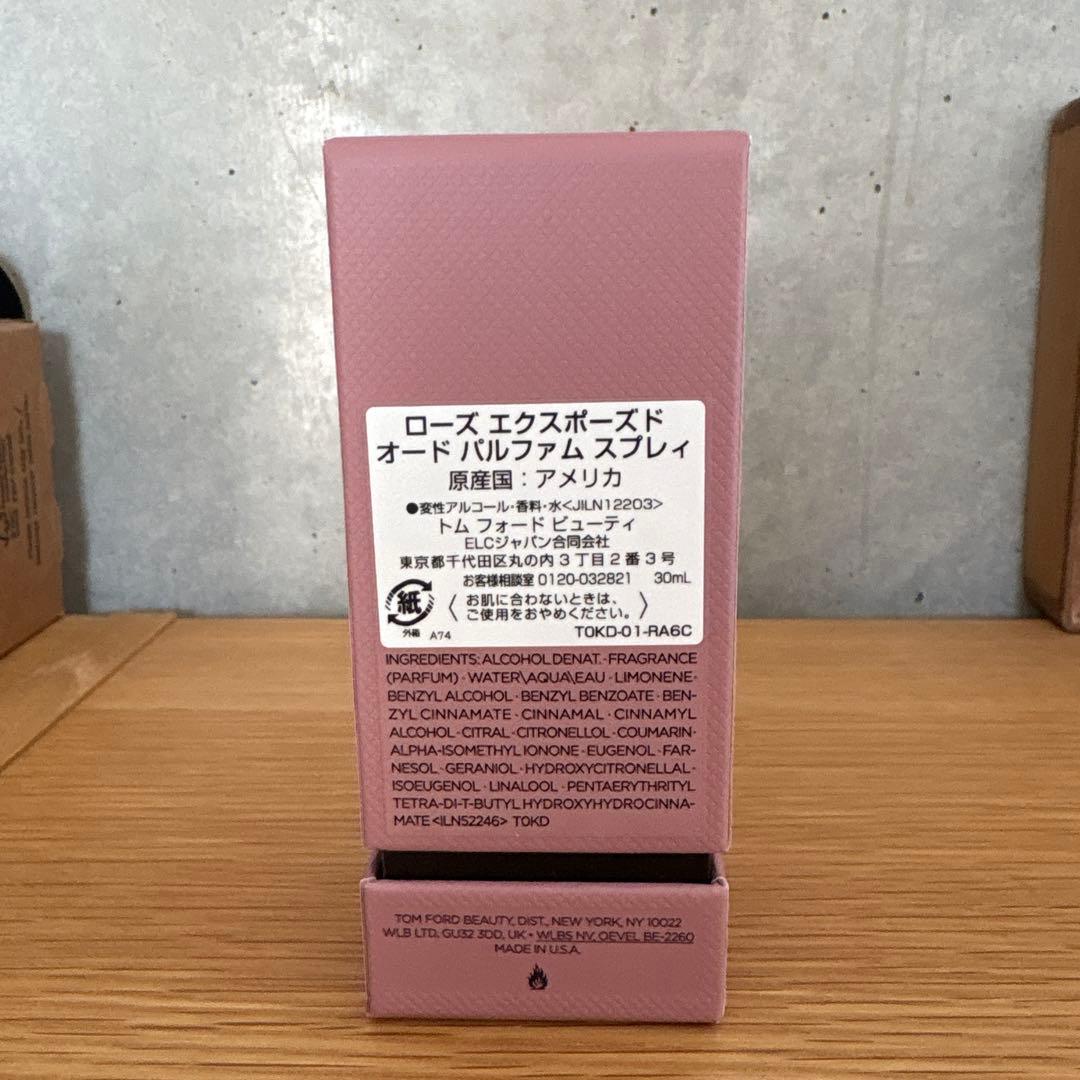 ローズ エクスポーズド
オード パルファム スプレィ
原産国：アメリカ
●変性アルコール・香料・水<JILN12203>
トム フォード ビューティ
ELCジャパン合同会社
東京都千代田区丸の内3丁目2番3号
お客様相談室 0120-032821 30mL
紙
〈お肌に合わないときは、
ご使用をおやめください。〉
外箱 A74 T0KD-01-RA6C
INGREDIENTS: ALCOHOL DENAT.·FRAGRANCE
(PARFUM)·WATER\AQUA\EAU·LIMONENE·
BENZYL ALCOHOL·BENZYL BENZOATE·BEN-
ZYL CINNAMATE·CINNAMAL·CINNAMYL
ALCOHOL·CITRAL·CITRONELLOL·COUMARIN·
ALPHA-ISOMETHYL IONONE·EUGENOL·FAR-
NESOL·GERANIOL·HYDROXYCITRONELLAL·
ISOEUGENOL·LINALOOL·PENTAERYTHRITYL
TETRA-DI-T-BUTYL HYDROXYHYDROCINNA-
MATE <ILN52246> T0KD
TOM FORD BEAUTY, DIST., NEW YORK, NY 10022
WLB LTD, GU32 3DD, UK • WLBS NV, OEVEL BE-2260
MADE IN U.S.A.